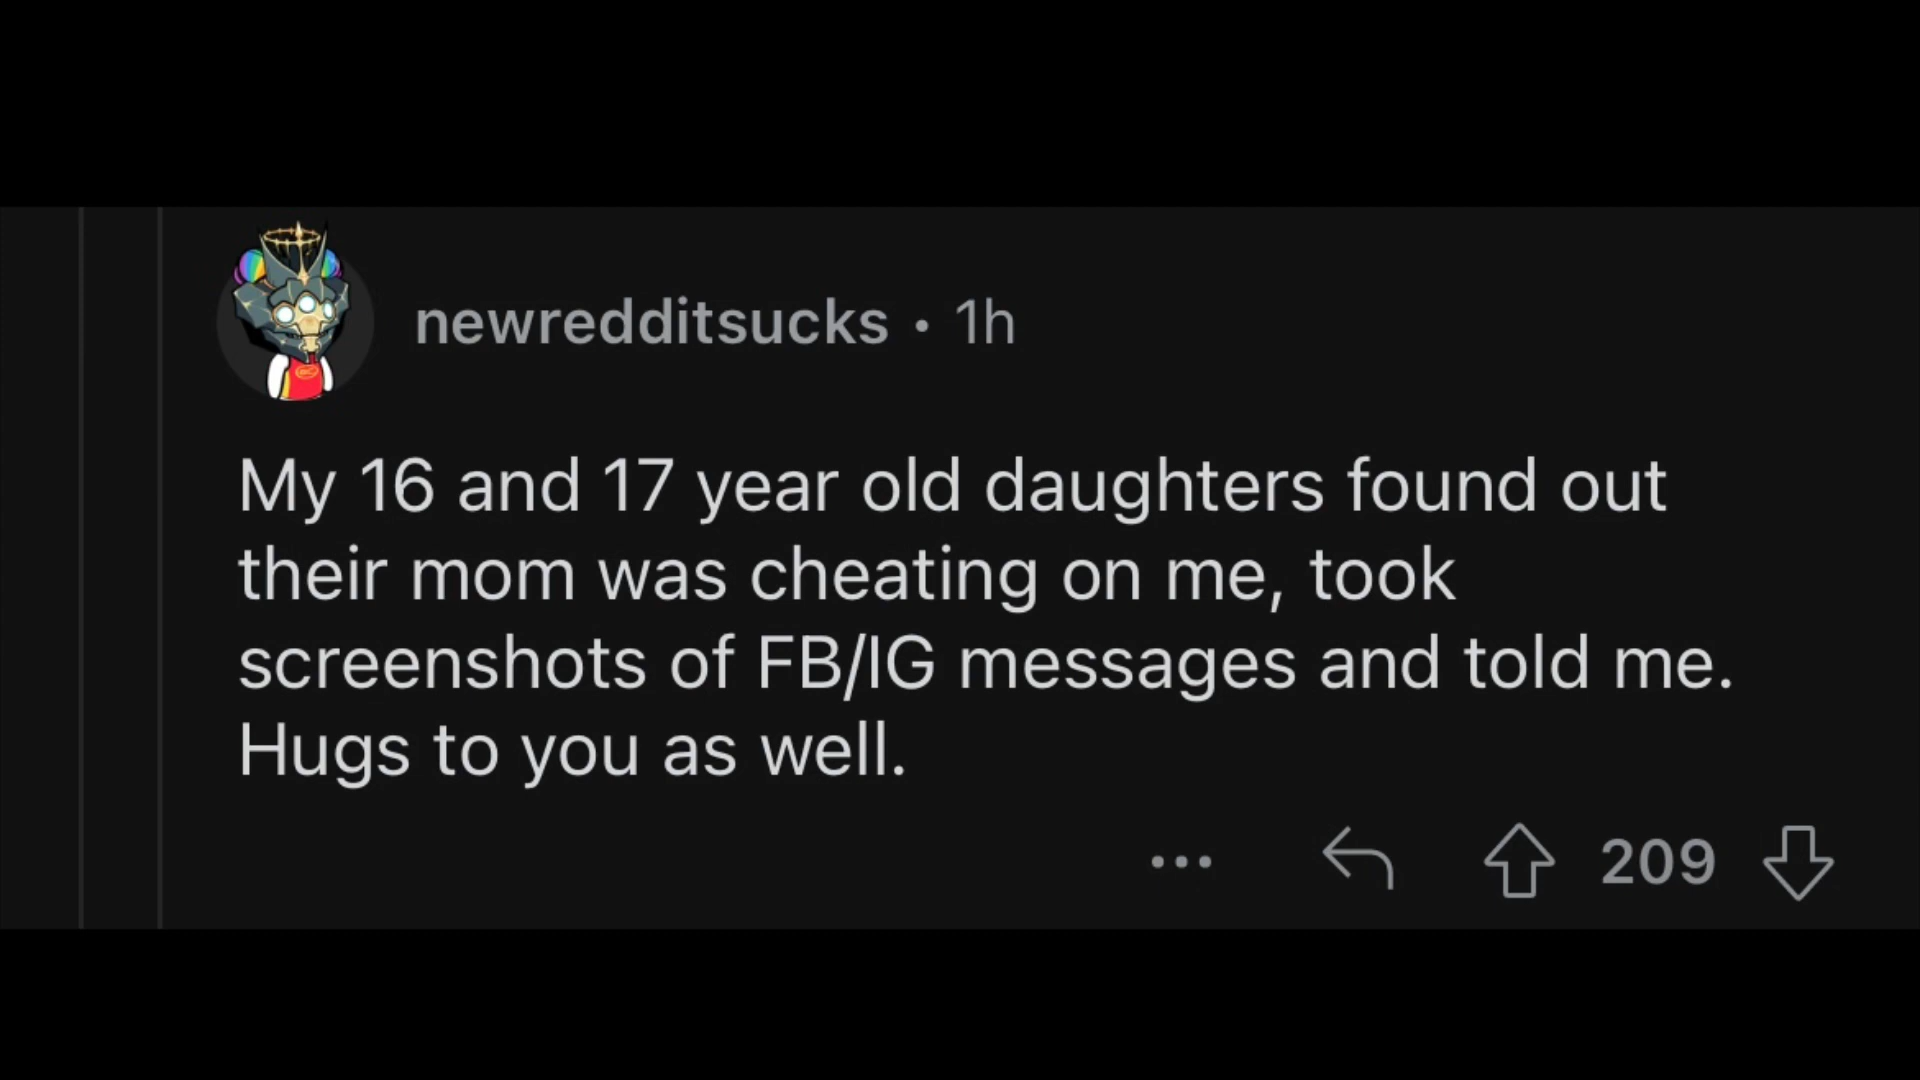 newredditsucks • 1h
My 16 and 17 year old daughters found out
their mom was cheating on me, took
screenshots of FB/IG messages and told me.
Hugs to you as well.
209